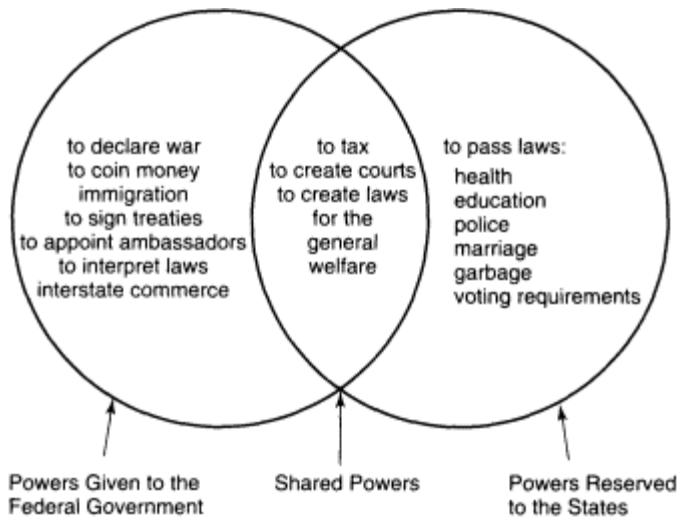 to declare war
to coin money
immigration
to sign treaties
to appoint ambassadors
to interpret laws
interstate commerce
to tax
to create courts
to create laws
for the
general
welfare
to pass laws:
health
education
police
marriage
garbage
voting requirements
Powers Given to the
Federal Government
Shared Powers
Powers Reserved
to the States